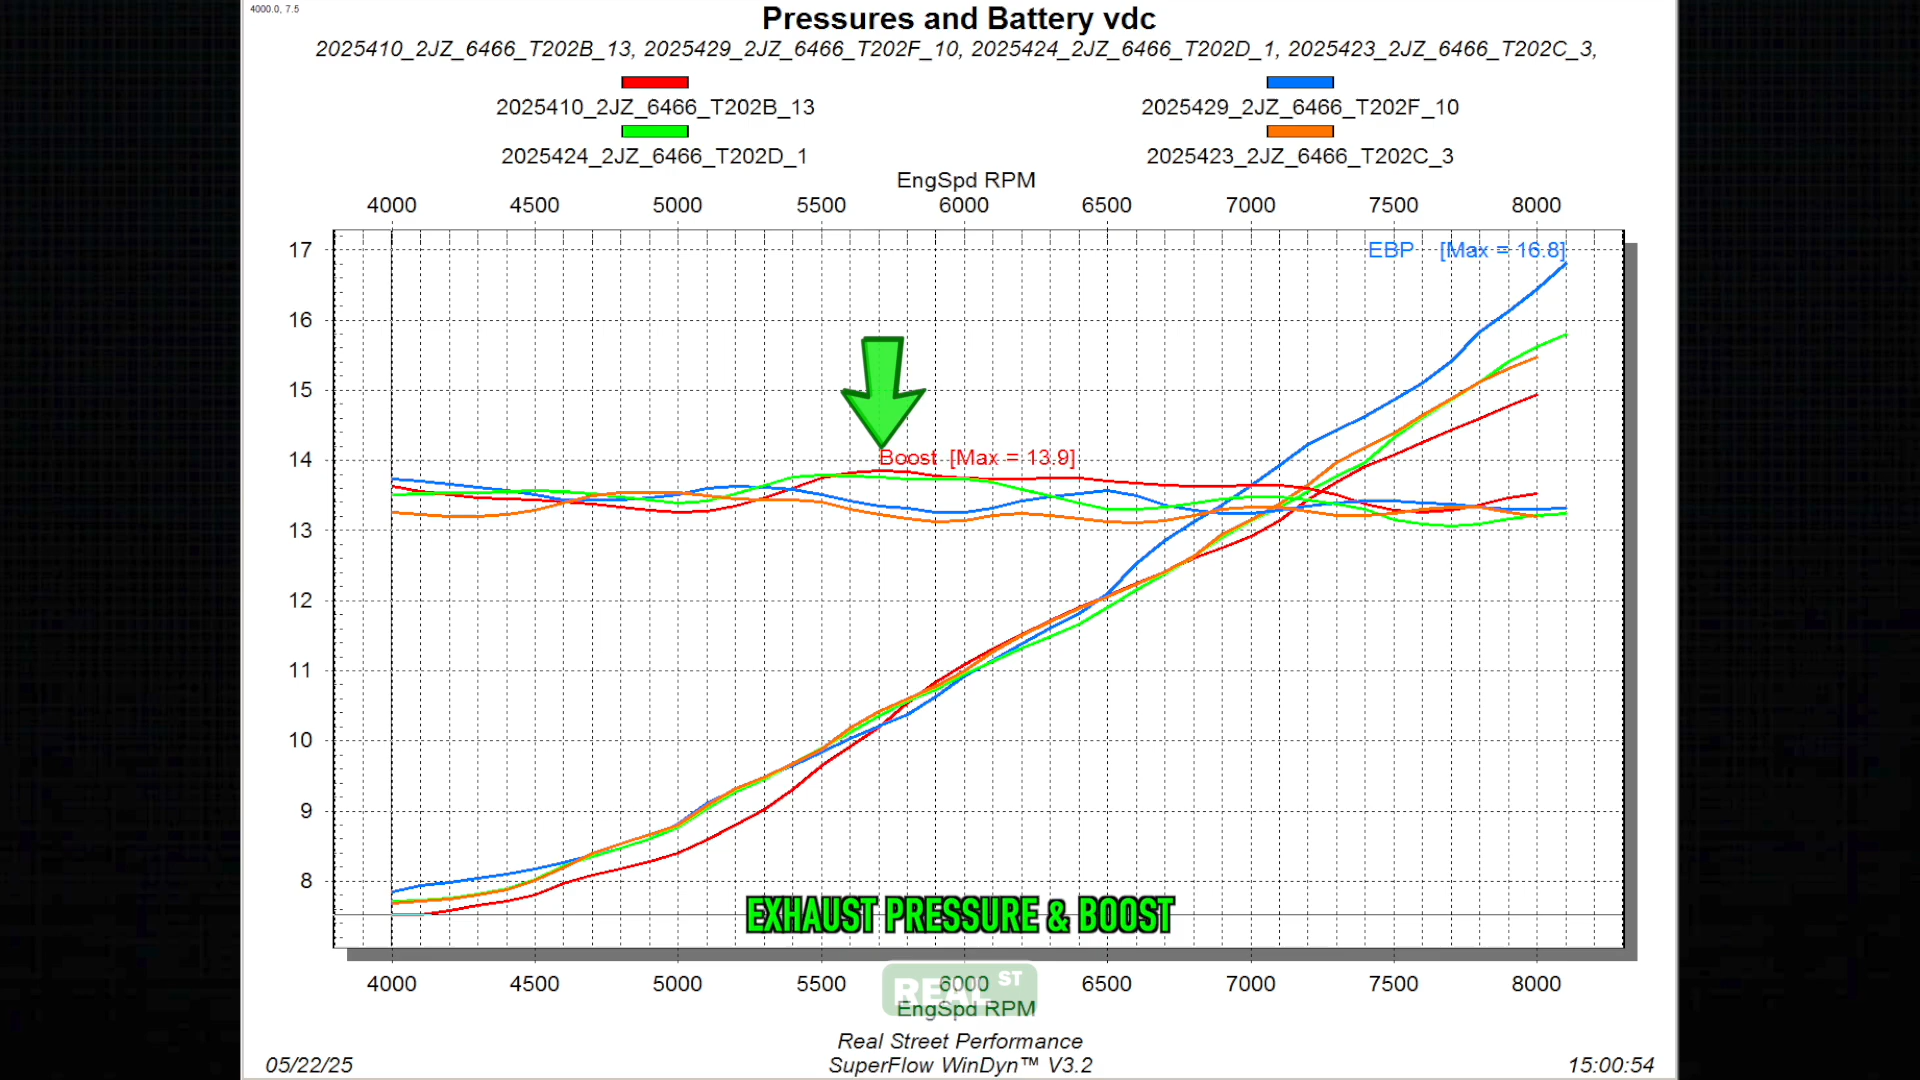 4000.0, 7.5
Pressures and Battery vdc
2025410_2JZ_6466_T202B_13, 2025429_2JZ_6466_T202F_10, 2025424_2JZ_6466_T202D_1, 2025423_2JZ_6466_T202C_3,
2025410_2JZ_6466_T202B_13
2025429_2JZ_6466_T202F_10
2025424_2JZ_6466_T202D_1
2025423_2JZ_6466_T202C_3
EngSpd RPM
4000 4500 5000 5500 6000 6500 7000 7500 8000
17
EBP [Max = 16.8]
16
15
14
Boost [Max = 13.9]
13
12
11
10
9
8
EXHAUST PRESSURE & BOOST
4000 4500 5000 5500 6000 6500 7000 7500 8000
REAL ST
EngSpd RPM
Real Street Performance
05/22/25
SuperFlow WinDyn™ V3.2
15:00:54